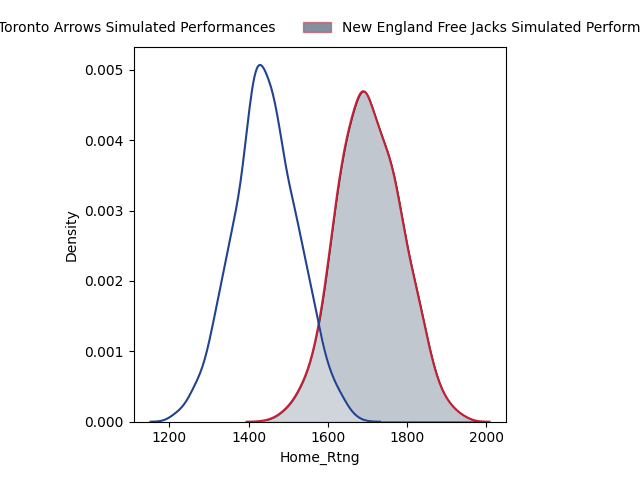 Toronto Arrows Simulated Performances New England Free Jacks Simulated Perform
0.005
0.004
0.003
0.002
0.001
0.000
Density
1200 1400 1600 1800 2000
Home_Rtng